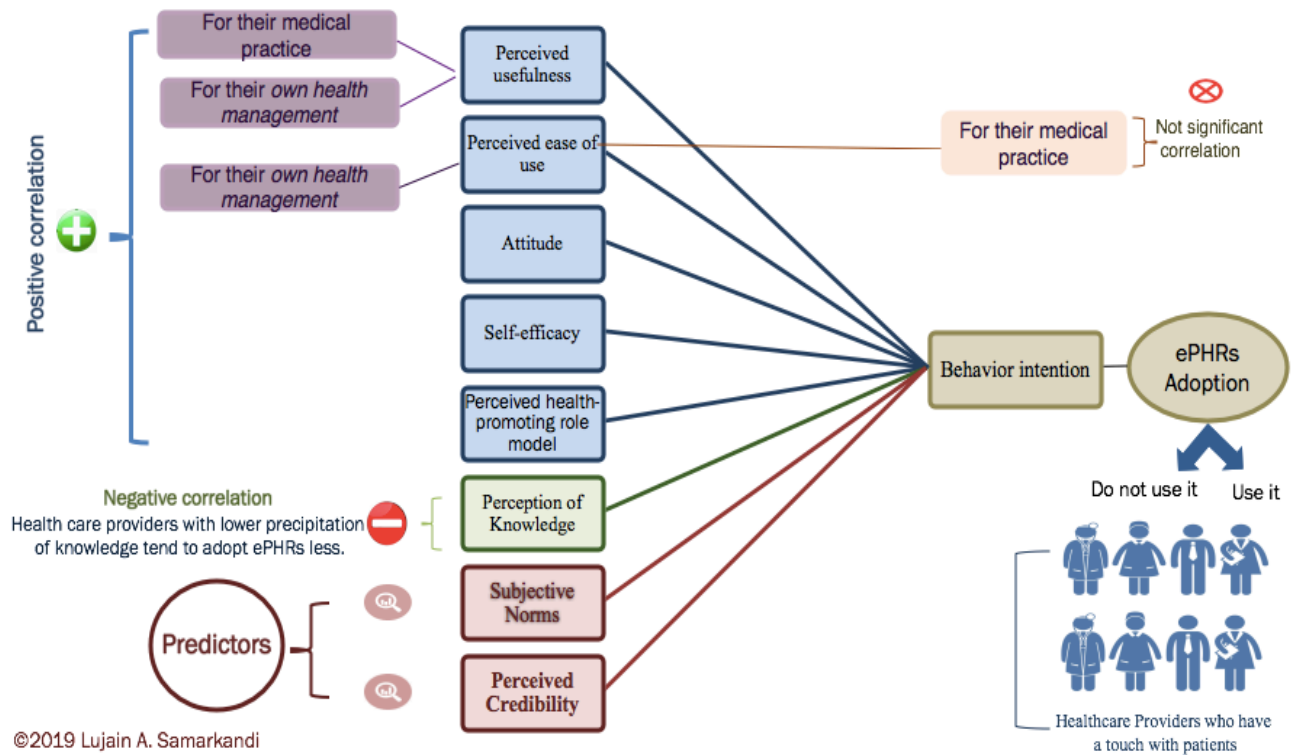 For their medical
practice
For their own health
management
For their own health
management
Positive correlation
Perceived
usefulness
Perceived ease of
use
Attitude
Self-efficacy
Perceived health-
promoting role
model
Perception of
Knowledge
Subjective
Norms
Perceived
Credibility
For their medical
practice
Not significant
correlation
Behavior intention
ePHRs
Adoption
Do not use it
Use it
Healthcare Providers who have
a touch with patients
Negative correlation
Health care providers with lower precipitation
of knowledge tend to adopt ePHRs less.
Predictors
©2019 Lujain A. Samarkandi